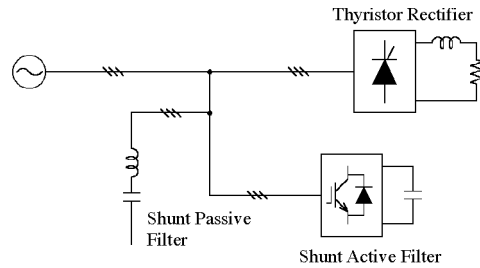 Thyristor Rectifier
Shunt Passive
Filter
Shunt Active Filter